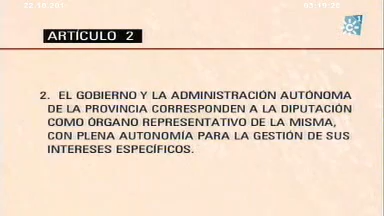 ARTÍCULO 2
2. EL GOBIERNO Y LA ADMINISTRACIÓN AUTÓNOMA
DE LA PROVINCIA CORRESPONDEN A LA DIPUTACIÓN
COMO ÓRGANO REPRESENTATIVO DE LA MISMA,
CON PLENA AUTONOMÍA PARA LA GESTIÓN DE SUS
INTERESES ESPECÍFICOS.